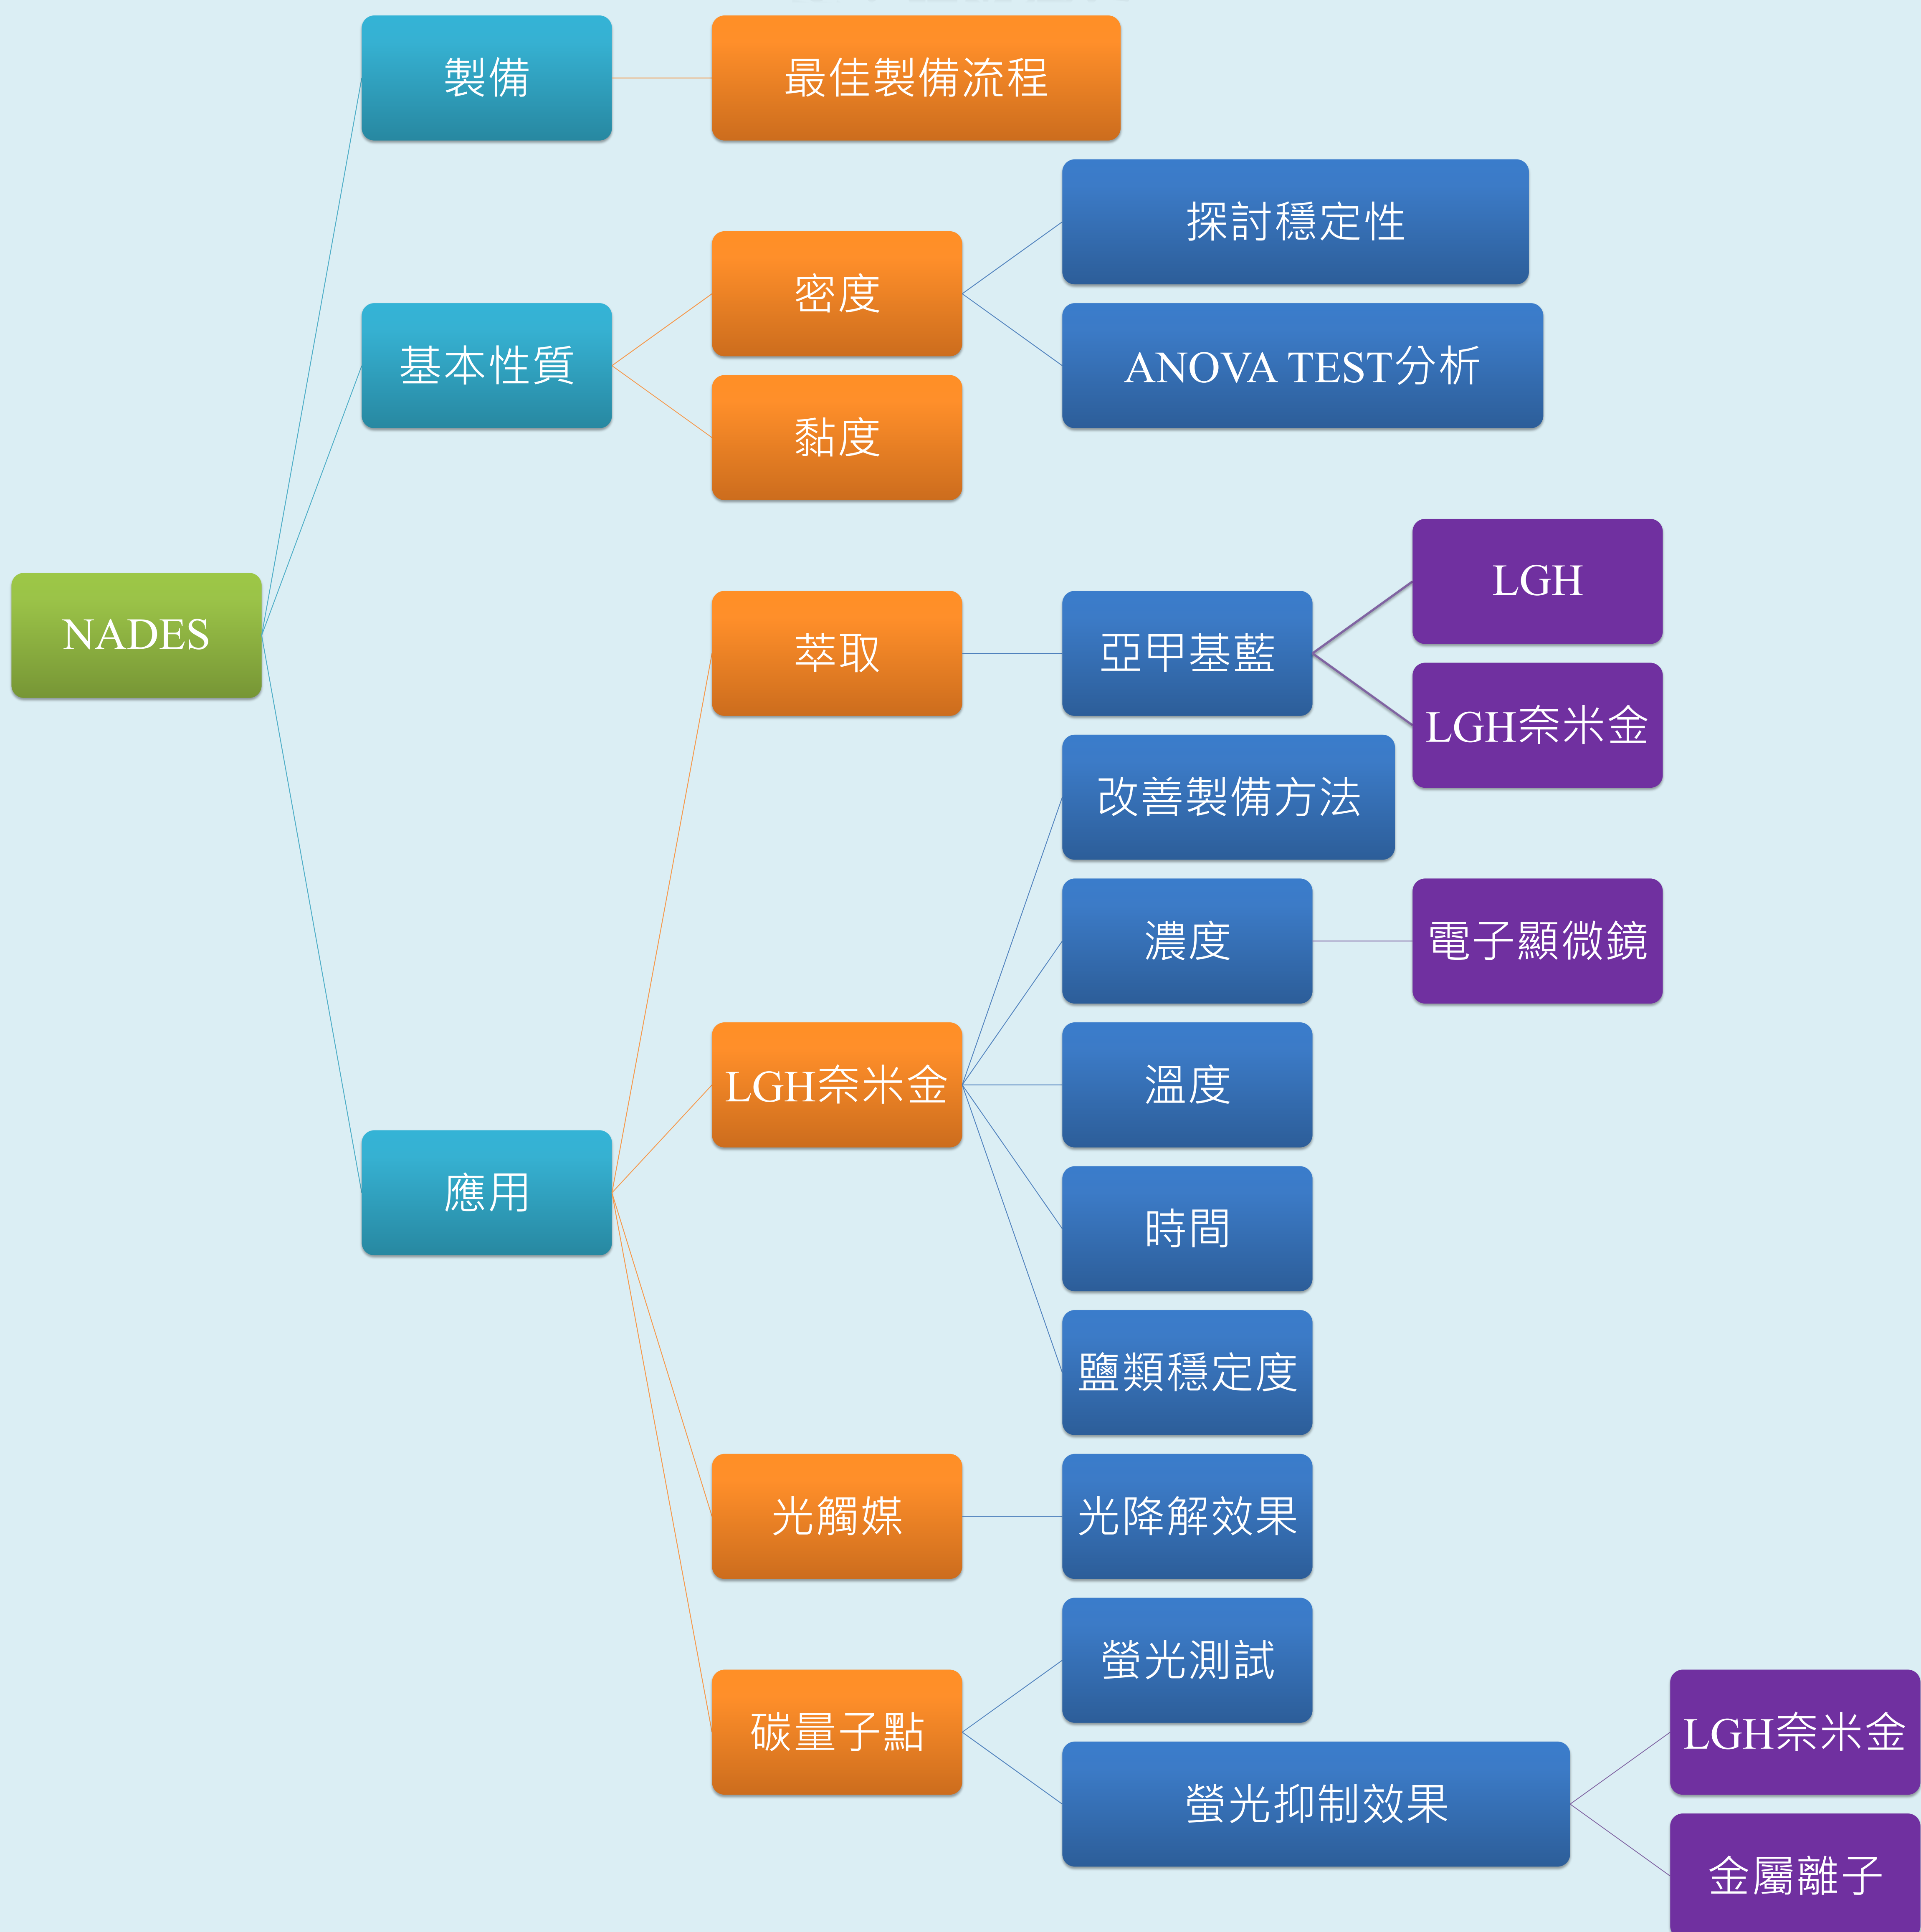 製備
最佳製備流程
探討穩定性
密度
ANOVA TEST分析
基本性質
黏度
LGH
NADES
萃取
亞甲基藍
LGH奈米金
改善製備方法
濃度
電子顯微鏡
LGH奈米金
溫度
應用
時間
鹽類穩定度
光觸媒
光降解效果
螢光測試
碳量子點
LGH奈米金
螢光抑制效果
金屬離子